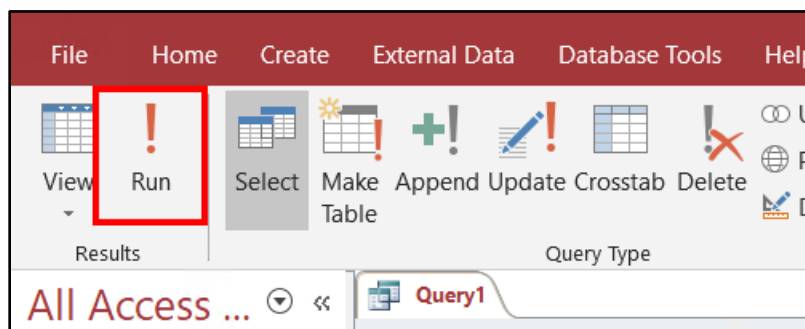 File Home Create External Data Database Tools
View Run Select Make Table Append Update Crosstab Delete
Results Query Type
All Access ... «
Query1